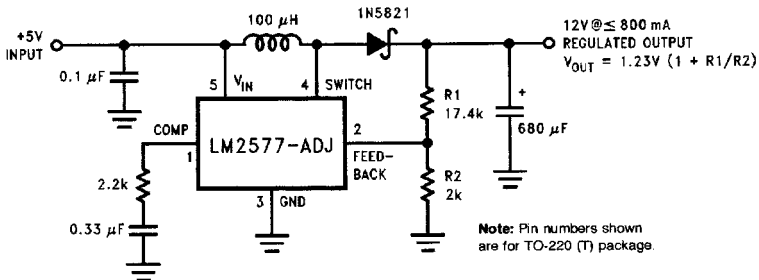 +5V
INPUT
100 μH
1N5821
12V @ ≤ 800 mA
REGULATED OUTPUT
VOUT = 1.23V (1 + R1/R2)
0.1 μF
5
VIN
4
SWITCH
R1
17.4k
+
680 μF
COMP
1
LM2577-ADJ
2
FEED-
BACK
R2
2k
2.2k
0.33 μF
3
GND
Note: Pin numbers shown
are for TO-220 (T) package.